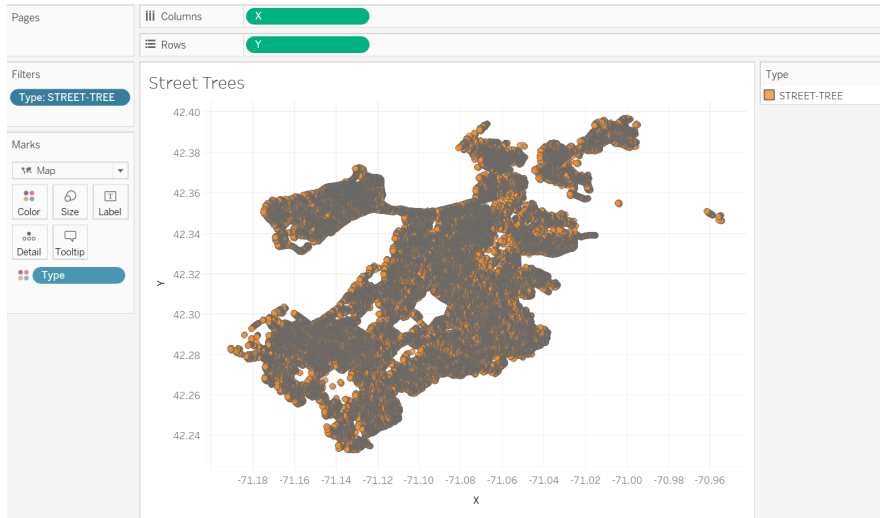 Pages
Columns
X
Rows
Y
Filters
Type: STREET-TREE
Marks
Map
Color
Size
Label
Detail
Tooltip
Type
Street Trees
42.40
42.38
42.36
42.34
42.32
42.30
42.28
42.26
42.24
Y
-71.18 -71.16 -71.14 -71.12 -71.10 -71.08 -71.06 -71.04 -71.02 -71.00 -70.98 -70.96
X
Type
STREET-TREE